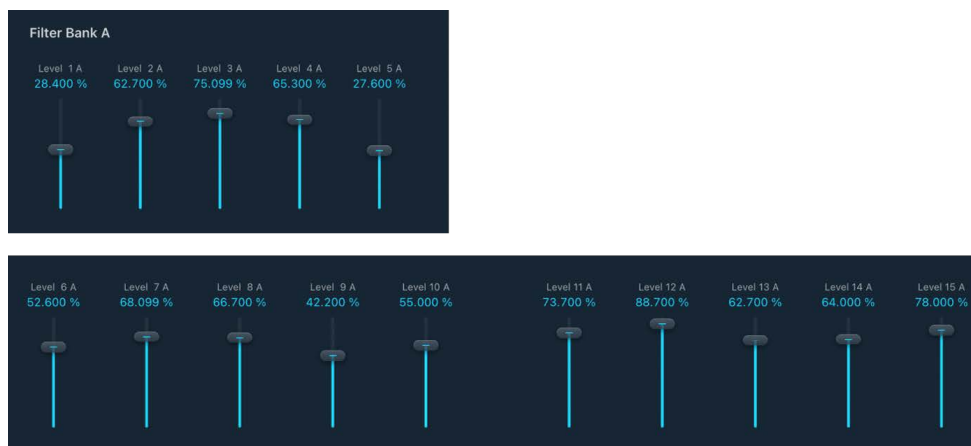 Filter Bank A
Level 1 A Level 2 A Level 3 A Level 4 A Level 5 A
28.400 % 62.700 % 75.099 % 65.300 % 27.600 %
Level 6 A Level 7 A Level 8 A Level 9 A Level 10 A Level 11 A Level 12 A Level 13 A Level 14 A Level 15 A
52.600 % 68.099 % 66.700 % 42.200 % 55.000 % 73.700 % 88.700 % 62.700 % 64.000 % 78.000 %